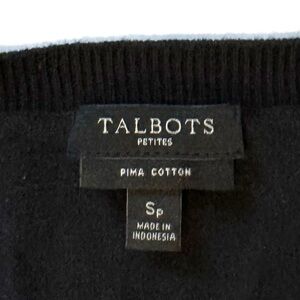 TALBOTS
PETITES
PIMA COTTON
Sp
MADE IN
INDONESIA